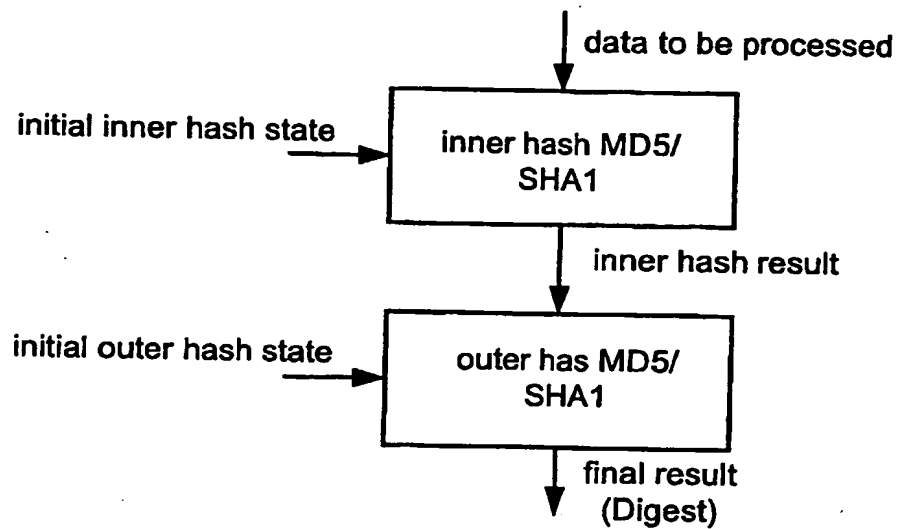 data to be processed
initial inner hash state
inner hash MD5/
SHA1
inner hash result
initial outer hash state
outer has MD5/
SHA1
final result
(Digest)